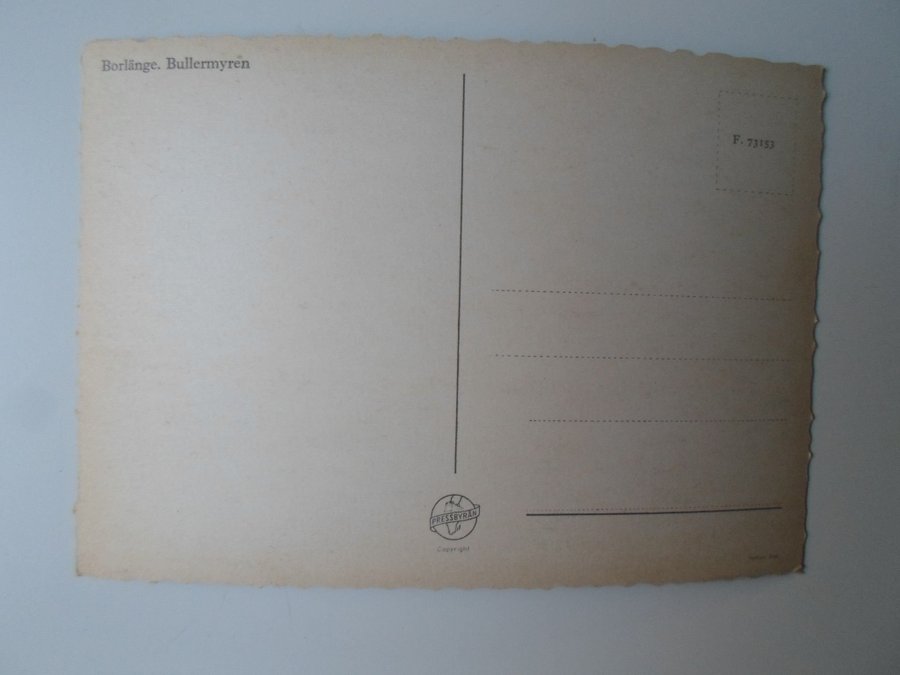 Borlänge. Bullermyren
F. 73153
PRESSBYRÅN
Copyright